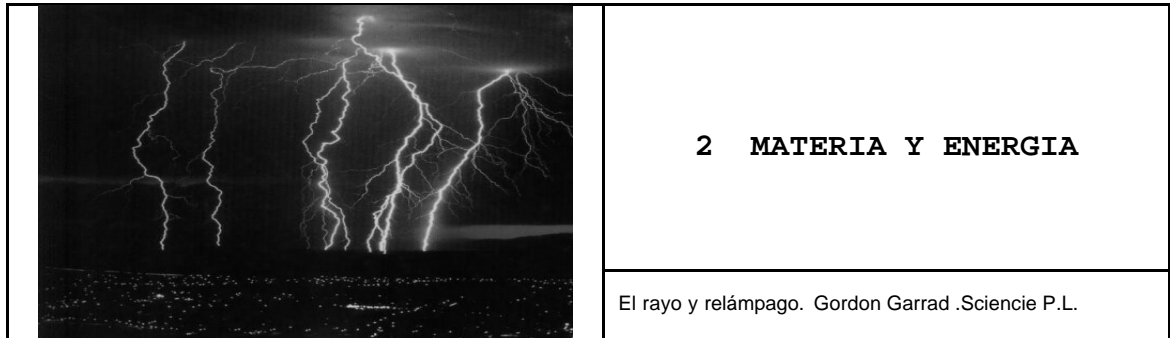 2 MATERIA Y ENERGIA
El rayo y relámpago. Gordon Garrad .Sciencie P.L.